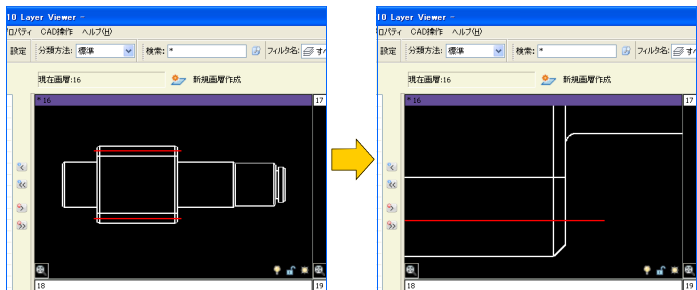 10 Layer Viewer -
プロパティ CAD操作 ヘルプ(H)
設定 分類方法: 標準 検索: * フィルタ名:
現在画層:16 新規画層作成
* 16 17
18 19
10 Layer Viewer -
プロパティ CAD操作 ヘルプ(H)
設定 分類方法: 標準 検索: * フィルタ名:
現在画層:16 新規画層作成
* 16 17
18 19